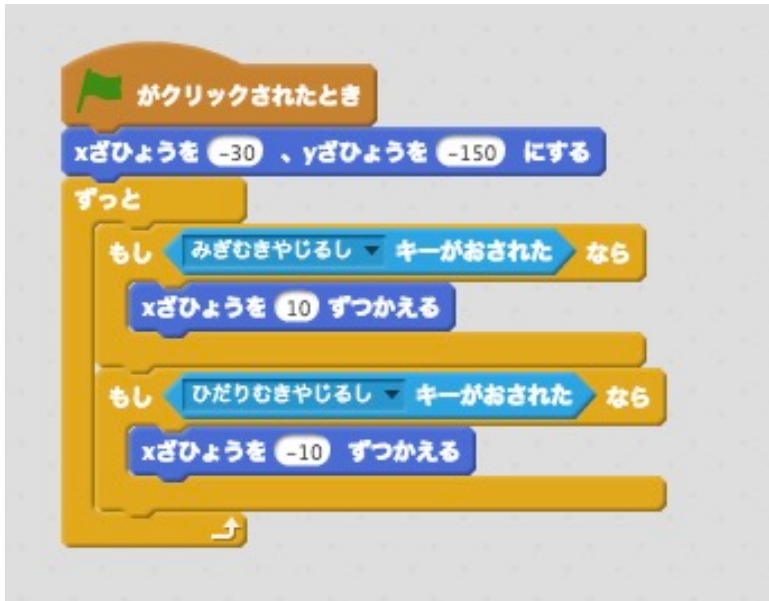 がクリックされたとき
xざひょうを -30 、yざひょうを -150 にする
ずっと
もし みぎむきやじるし キーがおされた なら
xざひょうを 10 ずつかえる
もし ひだりむきやじるし キーがおされた なら
xざひょうを -10 ずつかえる